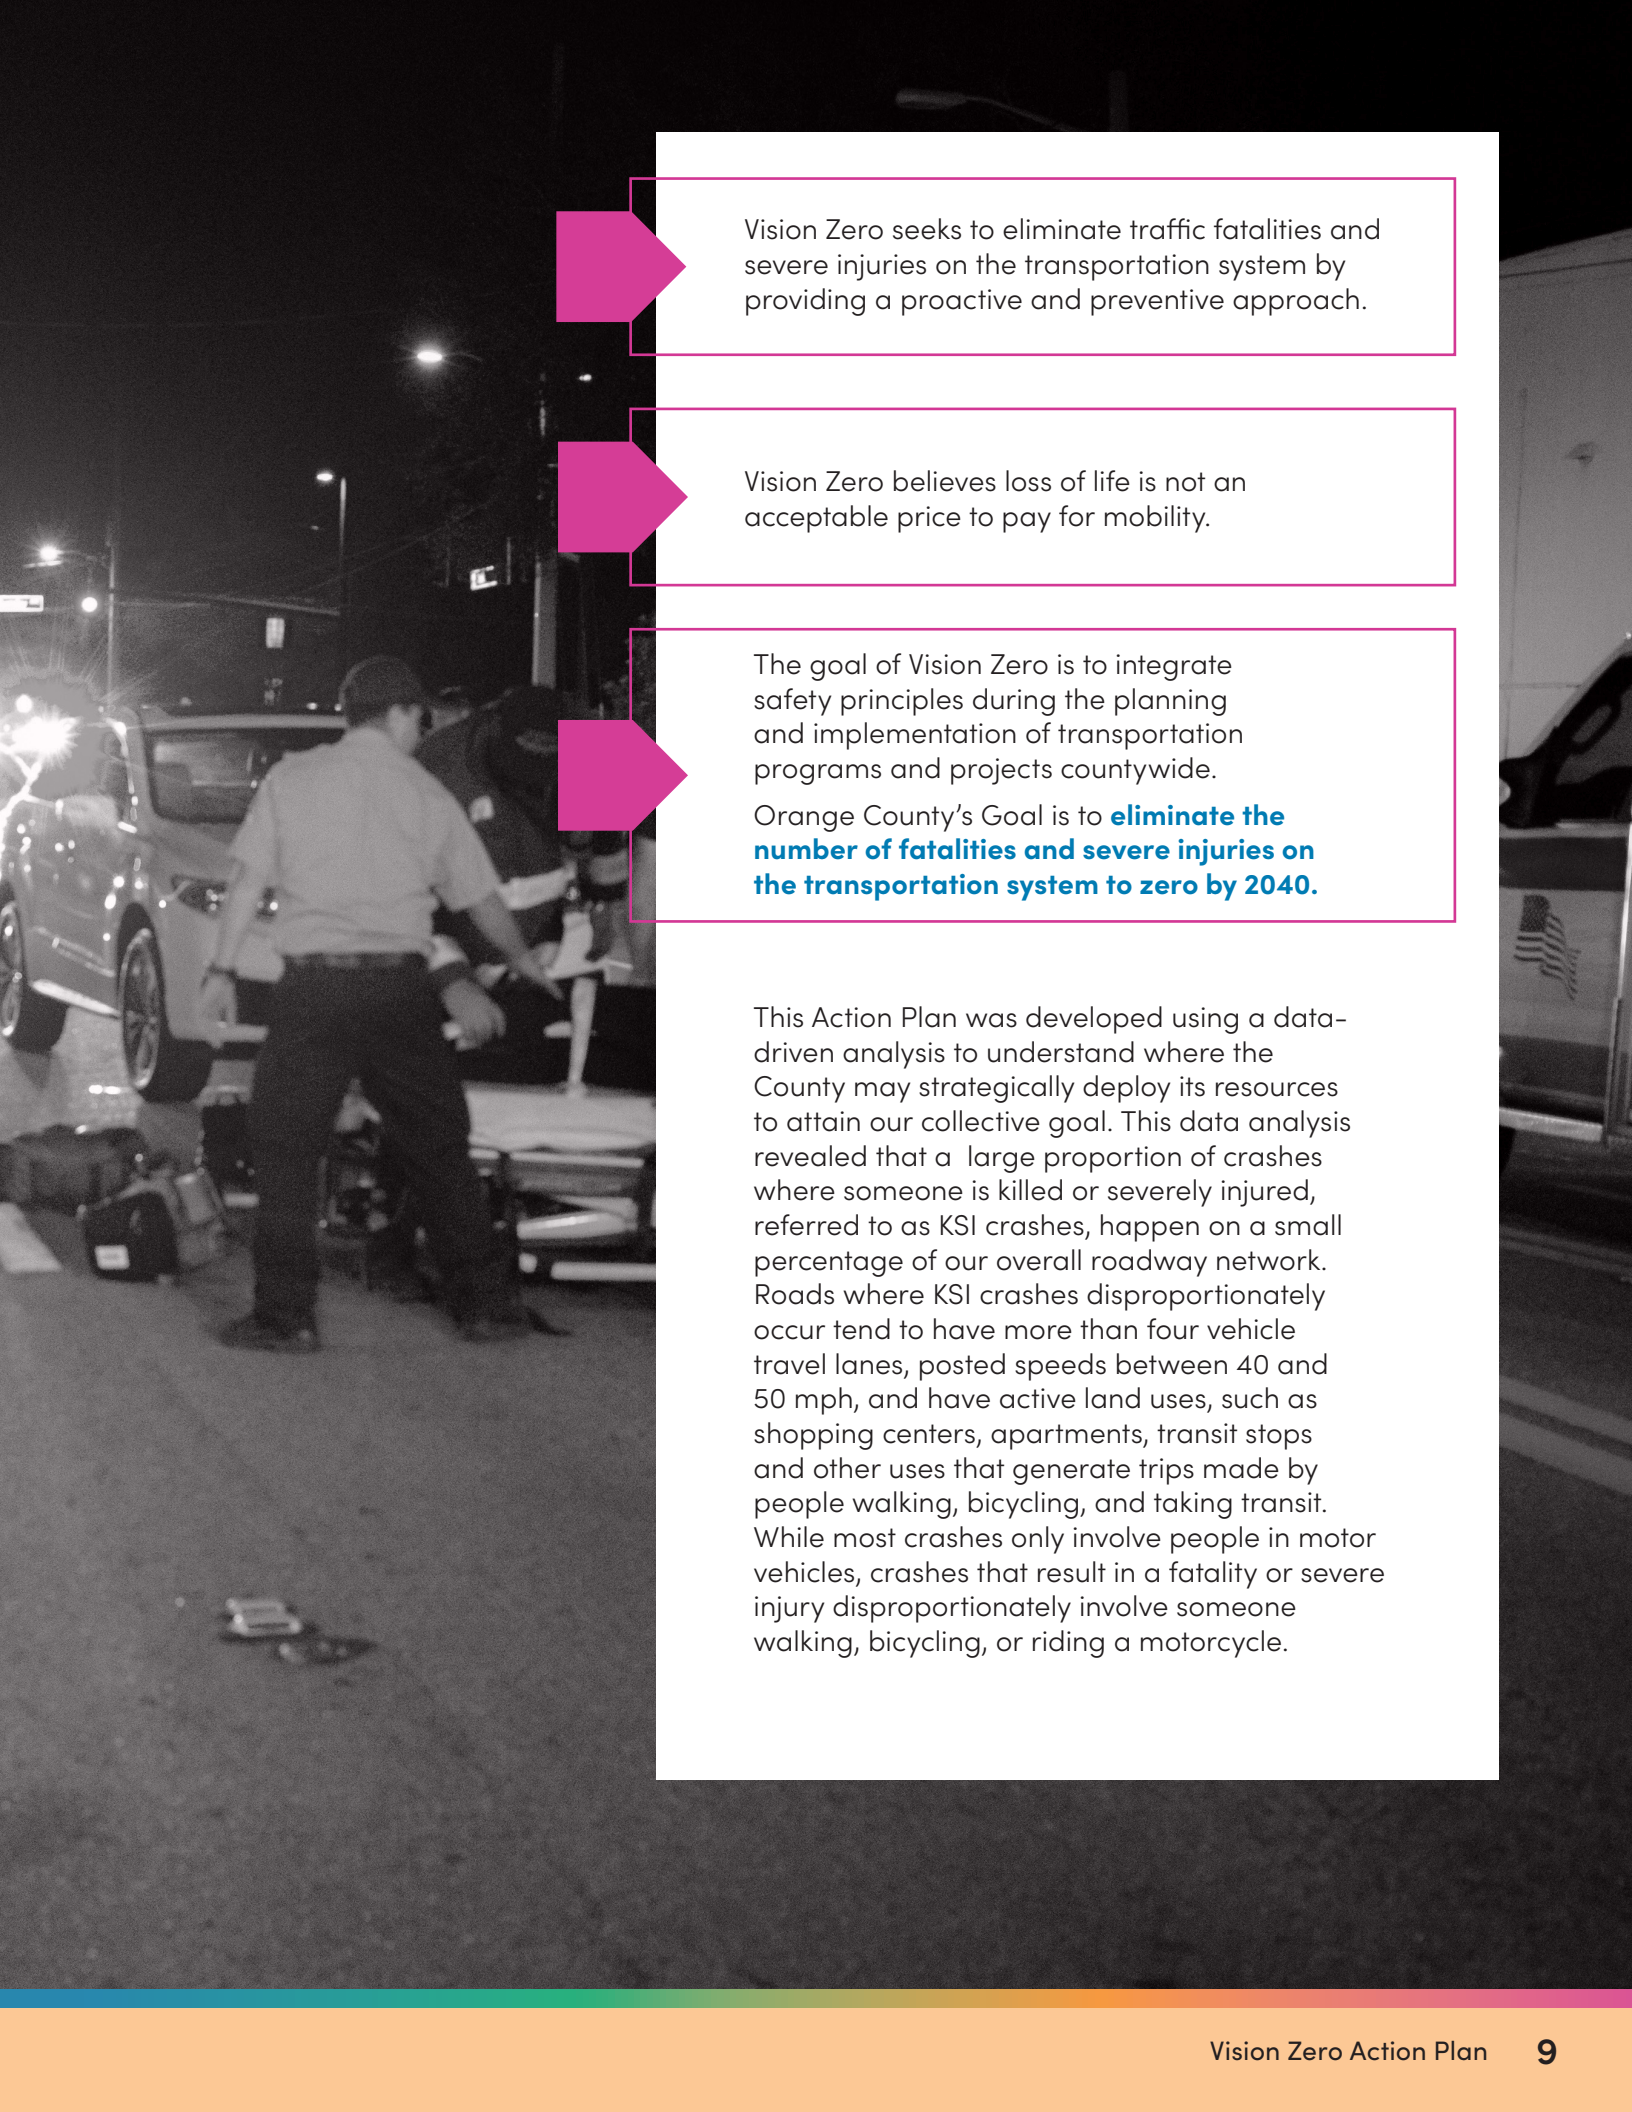 Vision Zero seeks to eliminate traffic fatalities and
severe injuries on the transportation system by
providing a proactive and preventive approach.
Vision Zero believes loss of life is not an
acceptable price to pay for mobility.
The goal of Vision Zero is to integrate
safety principles during the planning
and implementation of transportation
programs and projects countywide.
Orange County’s Goal is to eliminate the
number of fatalities and severe injuries on
the transportation system to zero by 2040.
This Action Plan was developed using a data-
driven analysis to understand where the
County may strategically deploy its resources
to attain our collective goal. This data analysis
revealed that a  large proportion of crashes
where someone is killed or severely injured,
referred to as KSI crashes, happen on a small
percentage of our overall roadway network.
Roads where KSI crashes disproportionately
occur tend to have more than four vehicle
travel lanes, posted speeds between 40 and
50 mph, and have active land uses, such as
shopping centers, apartments, transit stops
and other uses that generate trips made by
people walking, bicycling, and taking transit.
While most crashes only involve people in motor
vehicles, crashes that result in a fatality or severe
injury disproportionately involve someone
walking, bicycling, or riding a motorcycle.
Vision Zero Action Plan 9